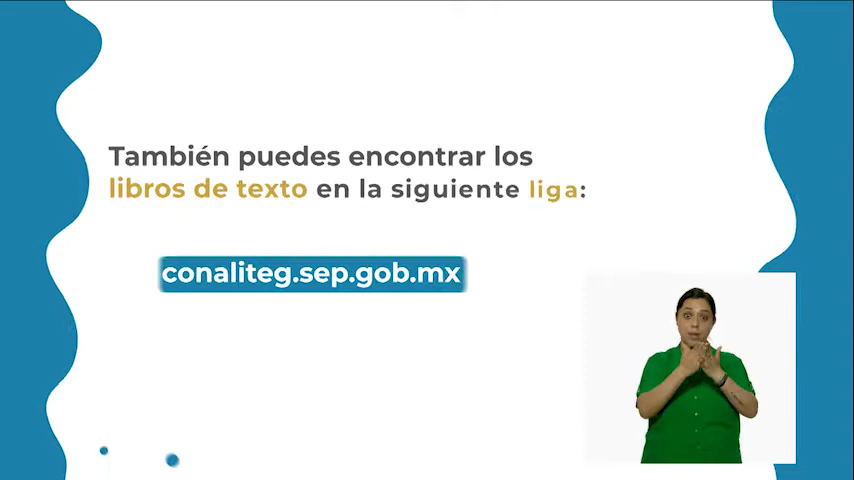 También puedes encontrar los
libros de texto en la siguiente liga:
conaliteg.sep.gob.mx